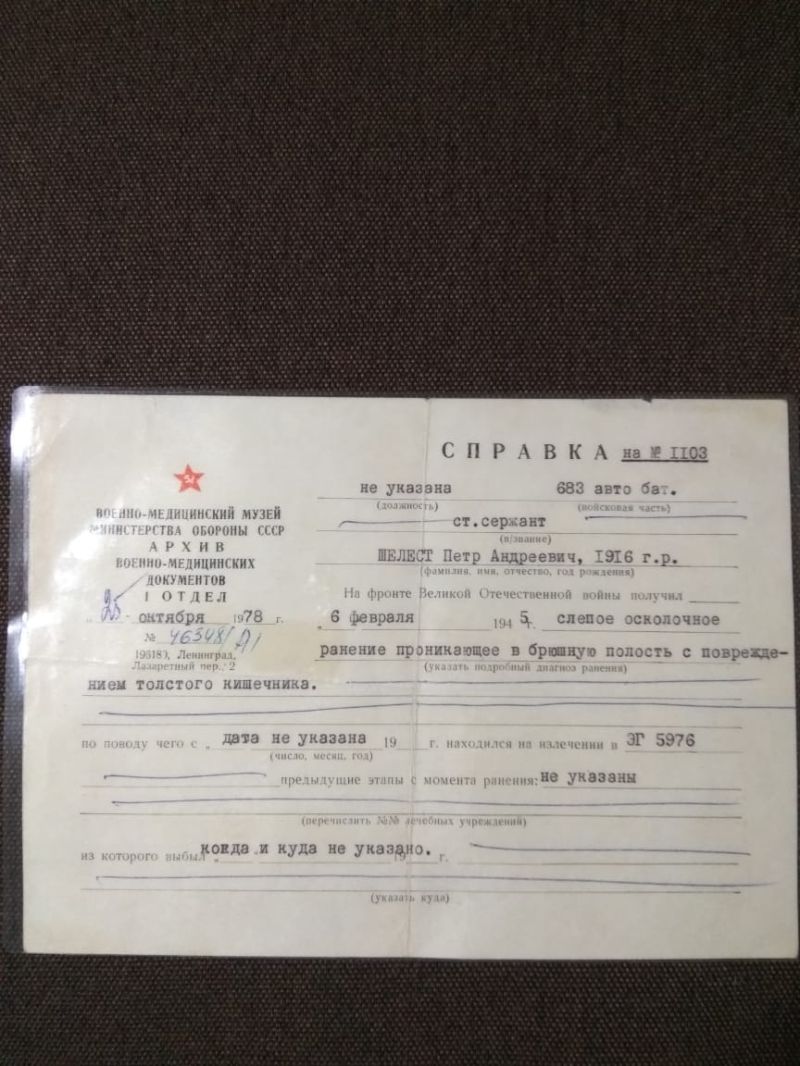 СПРАВКА на № II03
не указана 683 авто бат.
(должность) (войсковая часть)
ст.сержант
(в/звание)
ШЕЛЕСТ Петр Андреевич, I9I6 г.р.
(фамилия, имя, отчество, год рождения)
ВОЕННО-МЕДИЦИНСКИЙ МУЗЕЙ
МИНИСТЕРСТВА ОБОРОНЫ СССР
АРХИВ
ВОЕННО-МЕДИЦИНСКИХ
ДОКУМЕНТОВ
I ОТДЕЛ
„25" октября 1978 г.
№
Ленинград,
Лазаретный пер., 2
На фронте Великой Отечественной войны получил
„6 февраля 1945 г. слепое осколочное
ранение проникающее в брюшную полость с поврежде-
(указать подробный диагноз ранения)
нием толстого кишечника.
по поводу чего с „ дата не указана 19 г. находился на излечении в ЭГ 5976
(число, месяц, год)
предыдущие этапы с момента ранения: не указаны
(перечислить №№ лечебных учреждений)
из которого выбыл „ когда и куда не указано. 19 г.
(указать куда)